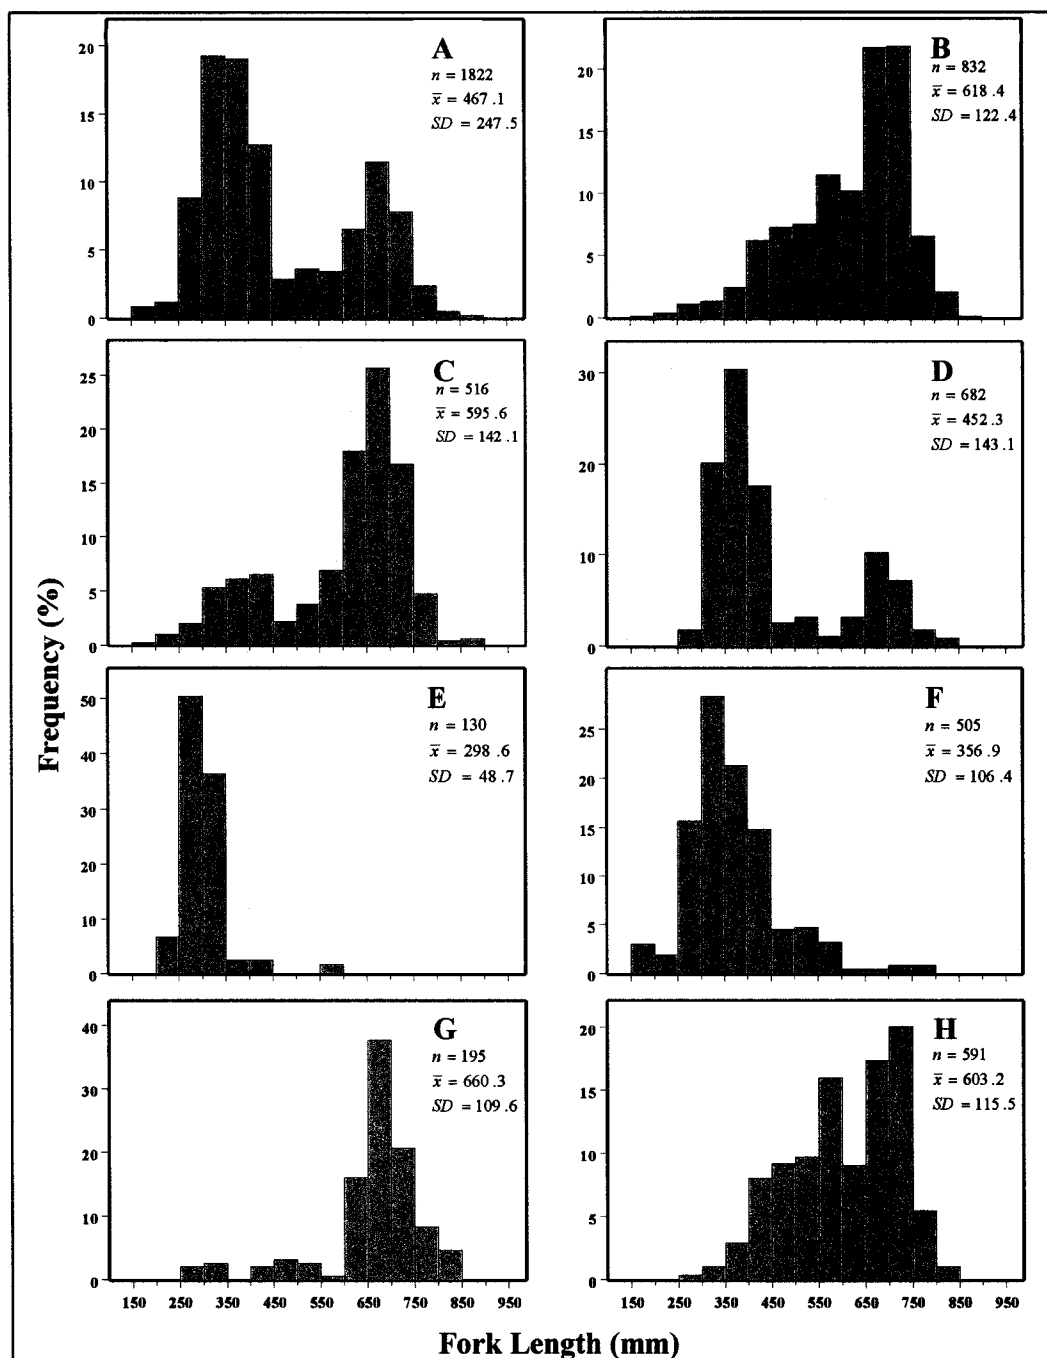 A
n = 1822
x̄ = 467.1
SD = 247.5
20
15
10
5
0
B
n = 832
x̄ = 618.4
SD = 122.4
20
15
10
5
0
C
n = 516
x̄ = 595.6
SD = 142.1
25
20
15
10
5
0
D
n = 682
x̄ = 452.3
SD = 143.1
30
20
10
0
E
n = 130
x̄ = 298.6
SD = 48.7
50
40
30
20
10
0
F
n = 505
x̄ = 356.9
SD = 106.4
25
20
15
10
5
0
G
n = 195
x̄ = 660.3
SD = 109.6
40
30
20
10
0
150 250 350 450 550 650 750 850 950
H
n = 591
x̄ = 603.2
SD = 115.5
20
15
10
5
0
150 250 350 450 550 650 750 850 950
Frequency (%)
Fork Length (mm)